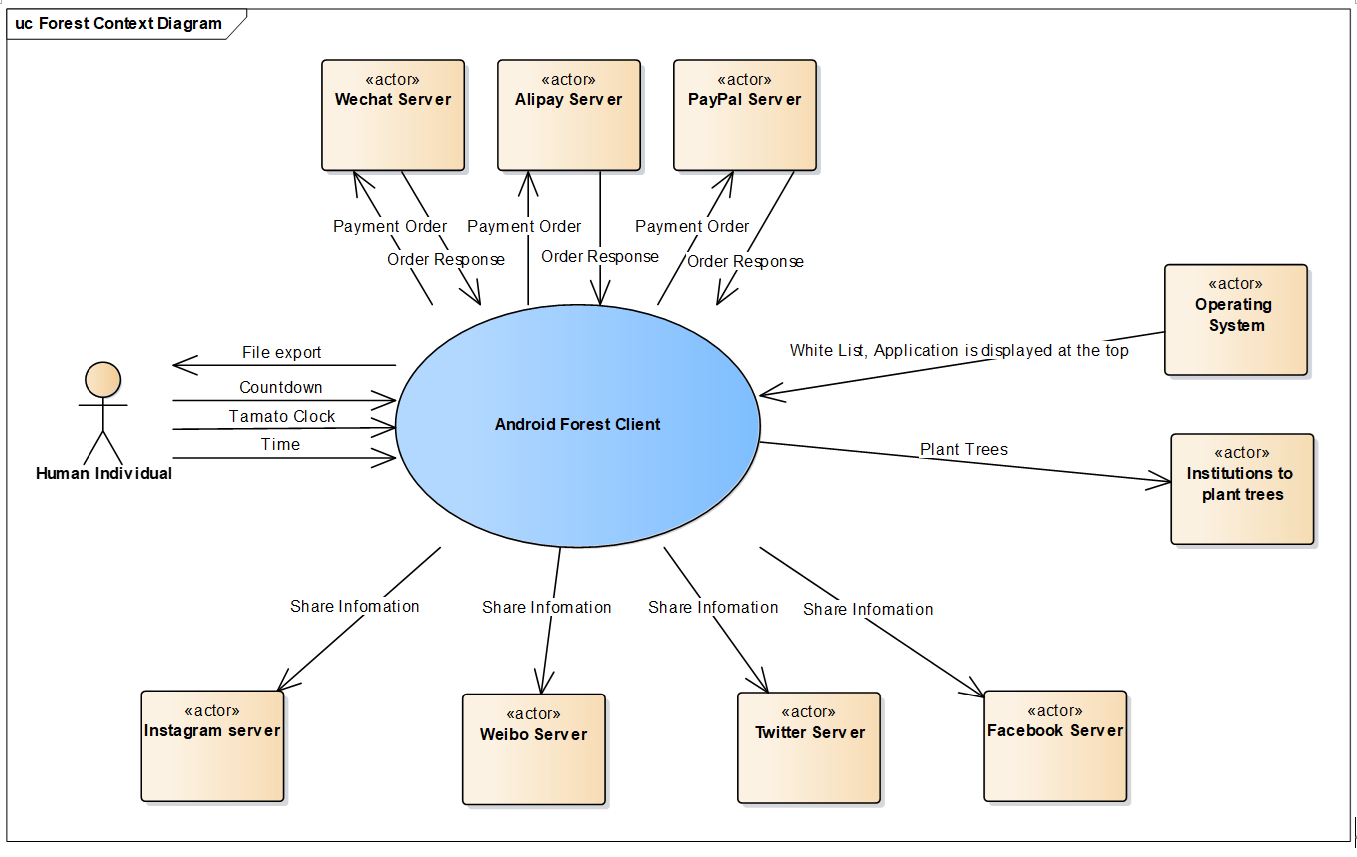 uc Forest Context Diagram
«actor»
Wechat Server
«actor»
Alipay Server
«actor»
PayPal Server
Payment Order
Payment Order
Payment Order
Order Response
Order Response
Order Response
«actor»
Operating
System
White List, Application is displayed at the top
File export
Countdown
Tamato Clock
Time
Human Individual
Android Forest Client
Plant Trees
«actor»
Institutions to
plant trees
Share Infomation
Share Infomation
Share Infomation
Share Infomation
«actor»
Instagram server
«actor»
Weibo Server
«actor»
Twitter Server
«actor»
Facebook Server